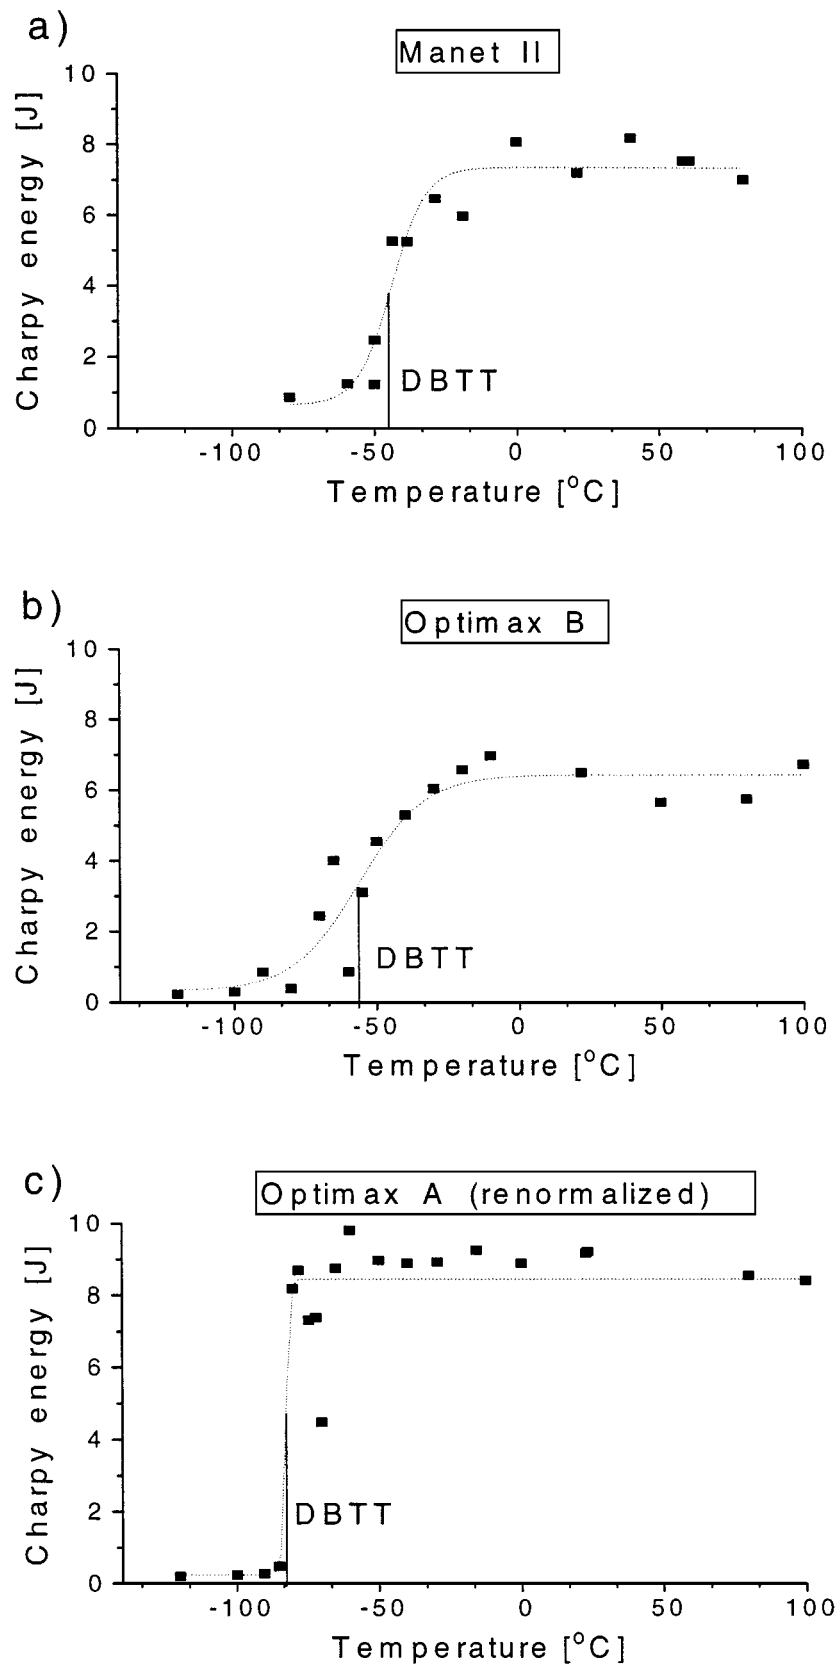 a)
Manet II
Charpy energy [J]
10
8
6
4
2
0
DBTT
-100 -50 0 50 100
Temperature [°C]
b)
Optimax B
Charpy energy [J]
10
8
6
4
2
0
DBTT
-100 -50 0 50 100
Temperature [°C]
c)
Optimax A (renormalized)
Charpy energy [J]
10
8
6
4
2
0
DBTT
-100 -50 0 50 100
Temperature [°C]